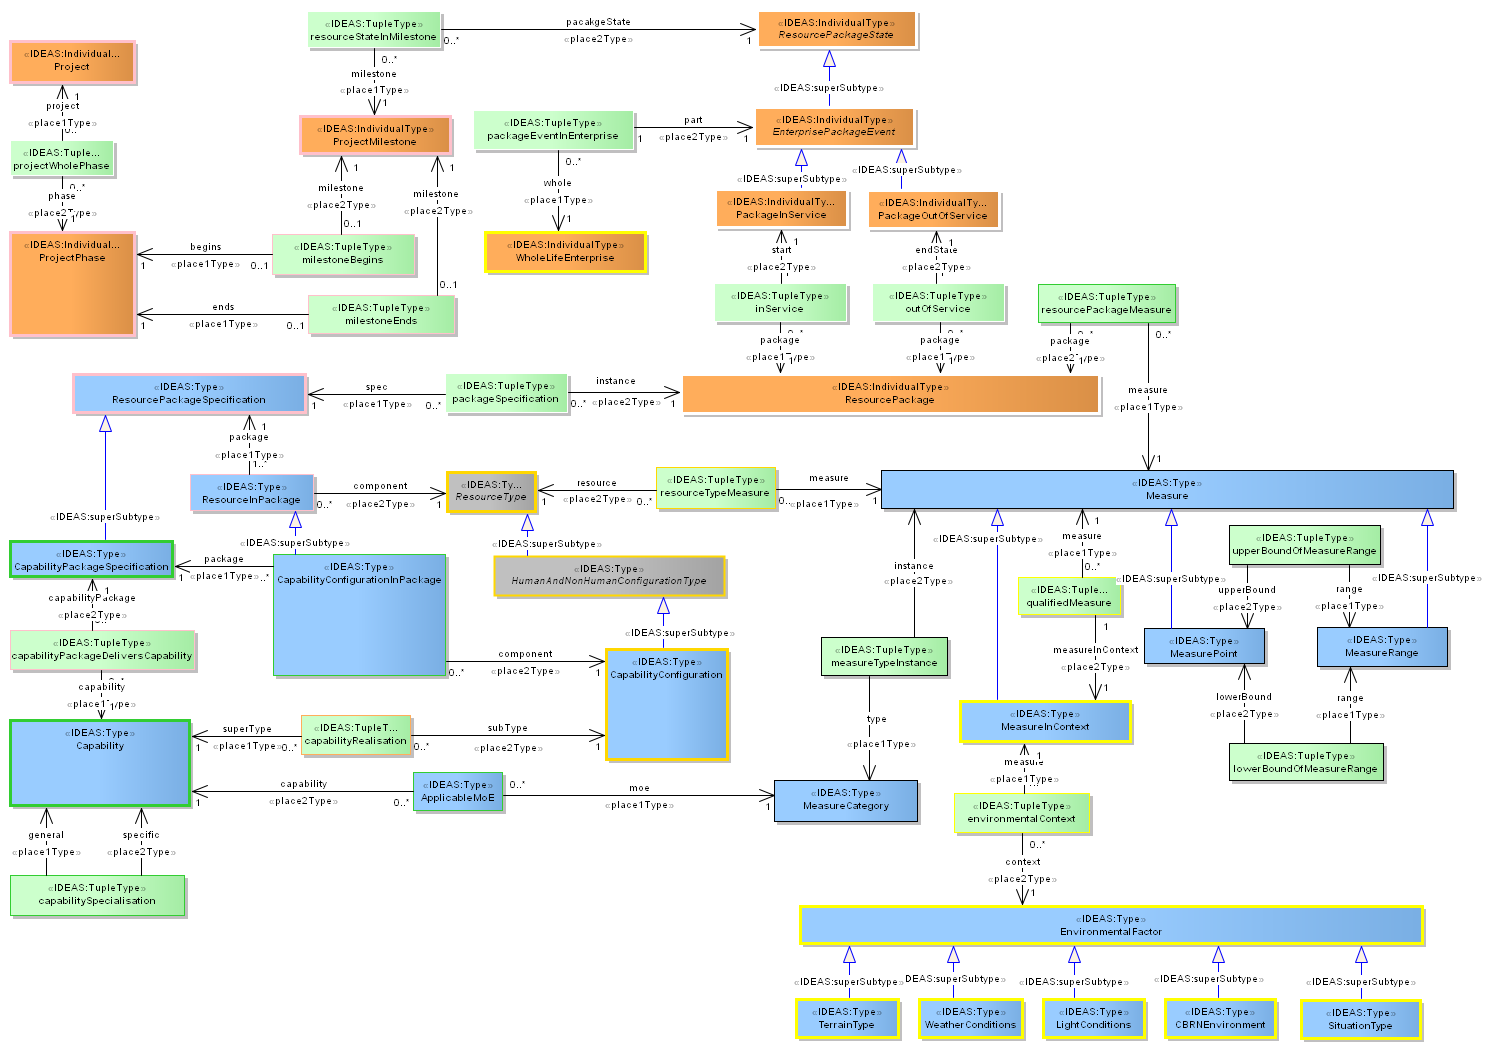 «IDEAS:TupleType»
resourceStateInMilestone
pacakgeState
«place2Type»
0..*
1
«IDEAS:IndividualType»
ResourcePackageState
«IDEAS:Individual...
Project
1
project
«place1Type»
0..*
milestone
«place1Type»
1
«IDEAS:superSubtype»
«IDEAS:Tuple...
projectWholePhase
0..*
phase
«place2Type»
1
«IDEAS:IndividualType»
ProjectMilestone
1
1
«IDEAS:TupleType»
packageEventInEnterprise
part
«place2Type»
1
1
«IDEAS:IndividualType»
EnterprisePackageEvent
0..*
whole
«place1Type»
1
«IDEAS:superSubtype»
«IDEAS:superSubtype»
milestone
«place2Type»
0..1
milestone
«place2Type»
0..1
«IDEAS:IndividualTy...
PackageInService
«IDEAS:IndividualTy...
PackageOutOfService
«IDEAS:Individual...
ProjectPhase
begins
«place1Type»
1
0..1
«IDEAS:TupleType»
milestoneBegins
«IDEAS:IndividualType»
WholeLifeEnterprise
1
start
«place2Type»
1
endState
«place2Type»
ends
«place1Type»
1
0..1
«IDEAS:TupleType»
milestoneEnds
«IDEAS:TupleType»
inService
«IDEAS:TupleType»
outOfService
«IDEAS:TupleType»
resourcePackageMeasure
0..*
package
«place1Type»
1
package
«place1Type»
1
package
«place2Type»
1
0..*
measure
«place1Type»
1
«IDEAS:Type»
ResourcePackageSpecification
spec
«place1Type»
1
0..*
«IDEAS:TupleType»
packageSpecification
instance
«place2Type»
0..*
1
«IDEAS:IndividualType»
ResourcePackage
1
package
«place1Type»
1..*
«IDEAS:superSubtype»
«IDEAS:Type»
ResourceInPackage
component
«place2Type»
0..*
1
«IDEAS:Ty...
ResourceType
resource
«place2Type»
1
0..*
«IDEAS:TupleType»
resourceTypeMeasure
measure
«place1Type»
1
«IDEAS:Type»
Measure
«IDEAS:superSubtype»
«IDEAS:superSubtype»
«IDEAS:Type»
CapabilityPackageSpecification
package
«place1Type»
1
«IDEAS:Type»
CapabilityConfigurationInPackage
«IDEAS:Type»
HumanAndNonHumanConfigurationType
instance
«place2Type»
«IDEAS:superSubtype»
1
measure
«place1Type»
0..*
«IDEAS:superSubtype»
«IDEAS:TupleType»
upperBoundOfMeasureRange
«IDEAS:superSubtype»
1
capabilityPackage
«place2Type»
«IDEAS:TupleType»
capabilityPackageDeliversCapability
«IDEAS:superSubtype»
«IDEAS:Tuple...
qualifiedMeasure
upperBound
«place2Type»
range
«place1Type»
component
«place2Type»
0..*
1
«IDEAS:Type»
CapabilityConfiguration
«IDEAS:TupleType»
measureTypeInstance
1
measureInContext
«place2Type»
1
«IDEAS:Type»
MeasurePoint
«IDEAS:Type»
MeasureRange
capability
«place1Type»
1
lowerBound
«place2Type»
range
«place1Type»
«IDEAS:Type»
Capability
superType
«place1Type»
1
0..*
«IDEAS:TupleT...
capabilityRealisation
subType
«place2Type»
0..*
1
type
«place1Type»
«IDEAS:Type»
MeasureInContext
«IDEAS:TupleType»
lowerBoundOfMeasureRange
1
measure
«place1Type»
capability
«place2Type»
1
0..*
«IDEAS:Type»
ApplicableMoE
0..*
moe
«place1Type»
1
«IDEAS:Type»
MeasureCategory
«IDEAS:TupleType»
environmentalContext
general
«place1Type»
specific
«place2Type»
0..*
context
«place2Type»
1
«IDEAS:TupleType»
capabilitySpecialisation
«IDEAS:Type»
EnvironmentalFactor
«IDEAS:superSubtype»
DEAS:superSubtype»
«IDEAS:superSubtype»
«IDEAS:superSubtype»
«IDEAS:superSubtype»
«IDEAS:Type»
TerrainType
«IDEAS:Type»
WeatherConditions
«IDEAS:Type»
LightConditions
«IDEAS:Type»
CBRNEnvironment
«IDEAS:Type»
SituationType